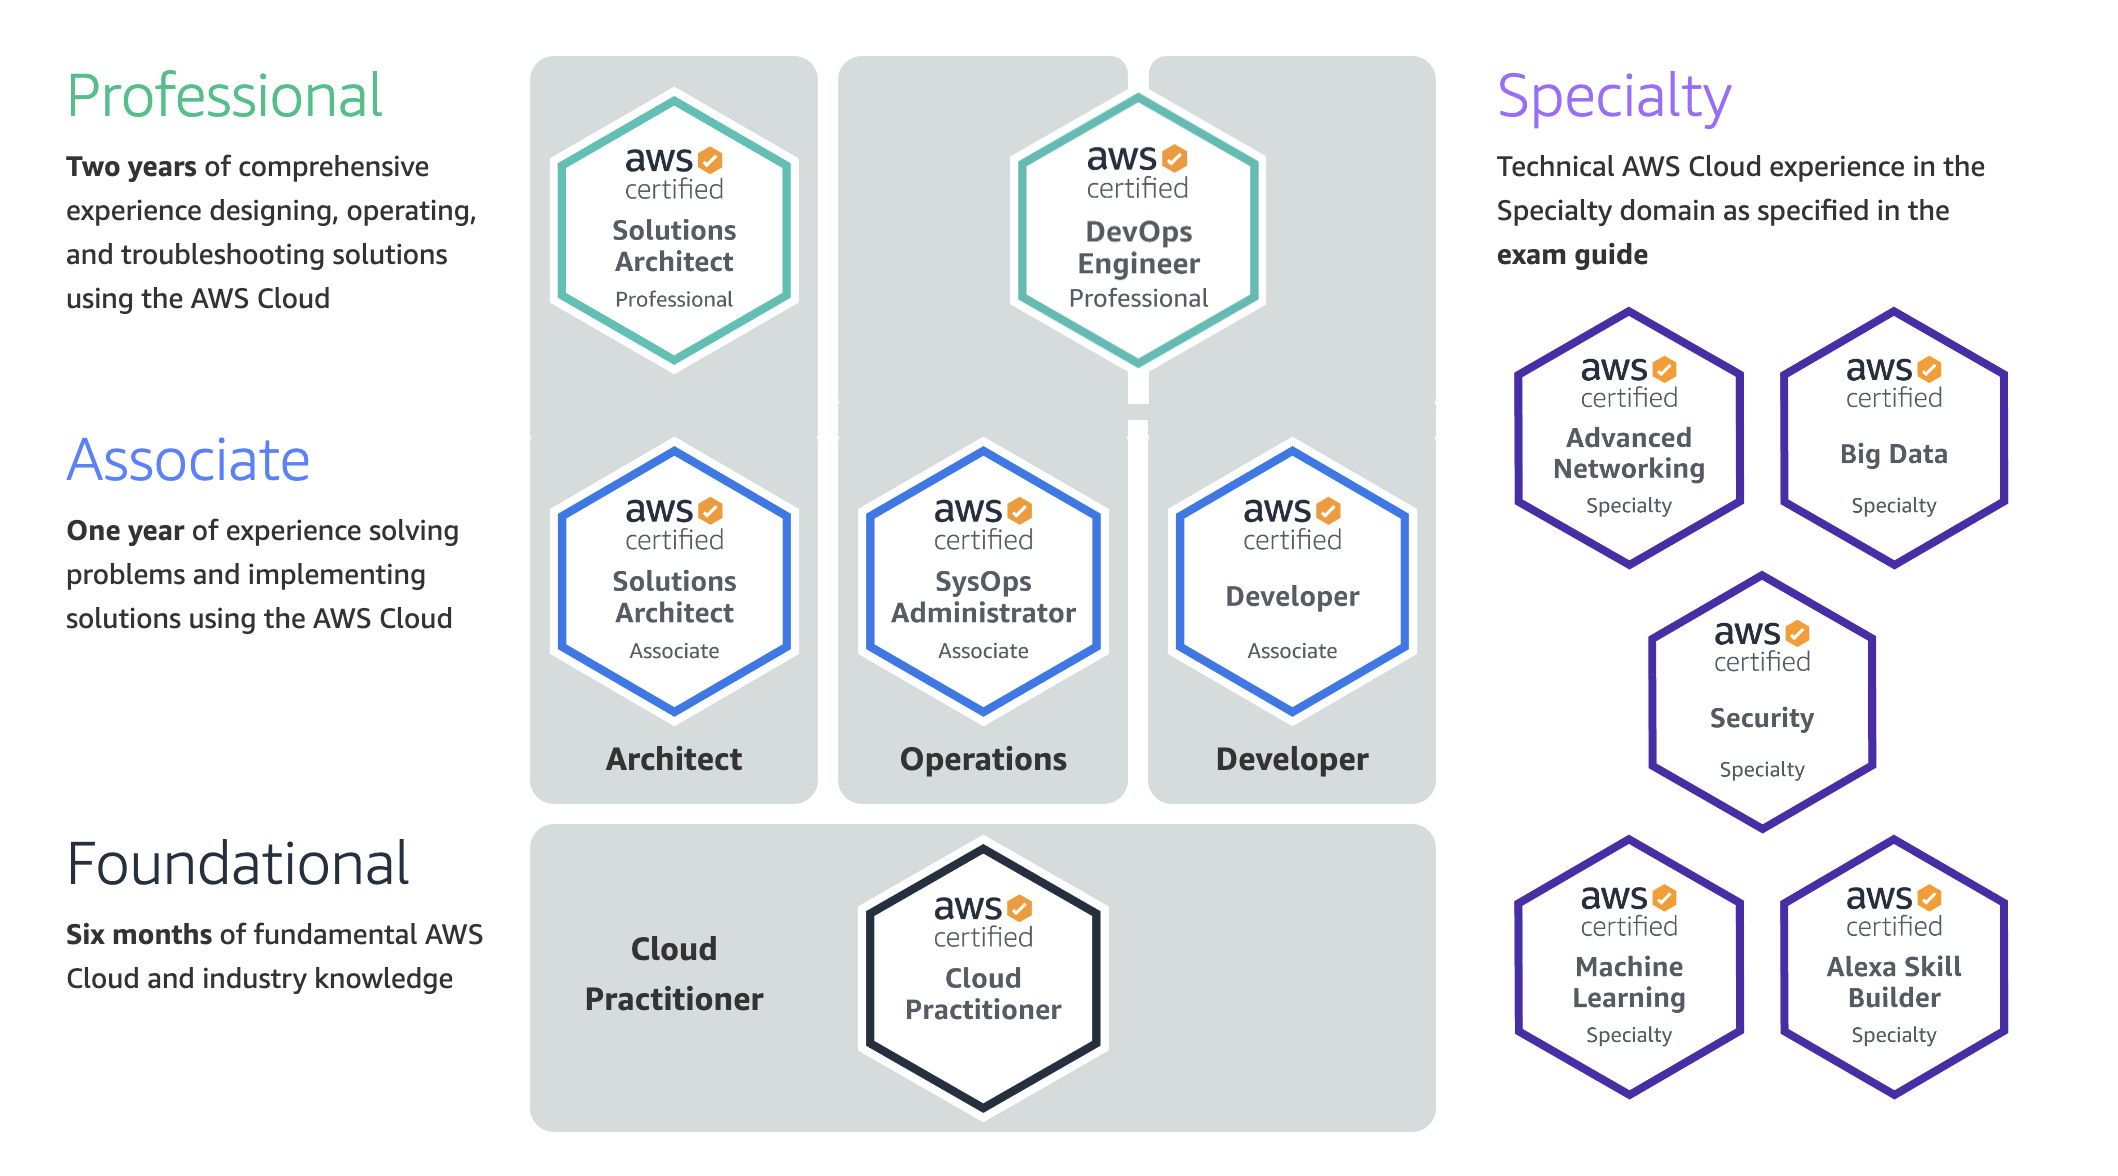 Professional
Two years of comprehensive
experience designing, operating,
and troubleshooting solutions
using the AWS Cloud
aws
certified
Solutions
Architect
Professional
aws
certified
DevOps
Engineer
Professional
Associate
One year of experience solving
problems and implementing
solutions using the AWS Cloud
aws
certified
Solutions
Architect
Associate
Architect
aws
certified
SysOps
Administrator
Associate
Operations
aws
certified
Developer
Associate
Developer
Foundational
Six months of fundamental AWS
Cloud and industry knowledge
Cloud
Practitioner
aws
certified
Cloud
Practitioner
Specialty
Technical AWS Cloud experience in the
Specialty domain as specified in the
exam guide
aws
certified
Advanced
Networking
Specialty
aws
certified
Big Data
Specialty
aws
certified
Security
Specialty
aws
certified
Machine
Learning
Specialty
aws
certified
Alexa Skill
Builder
Specialty